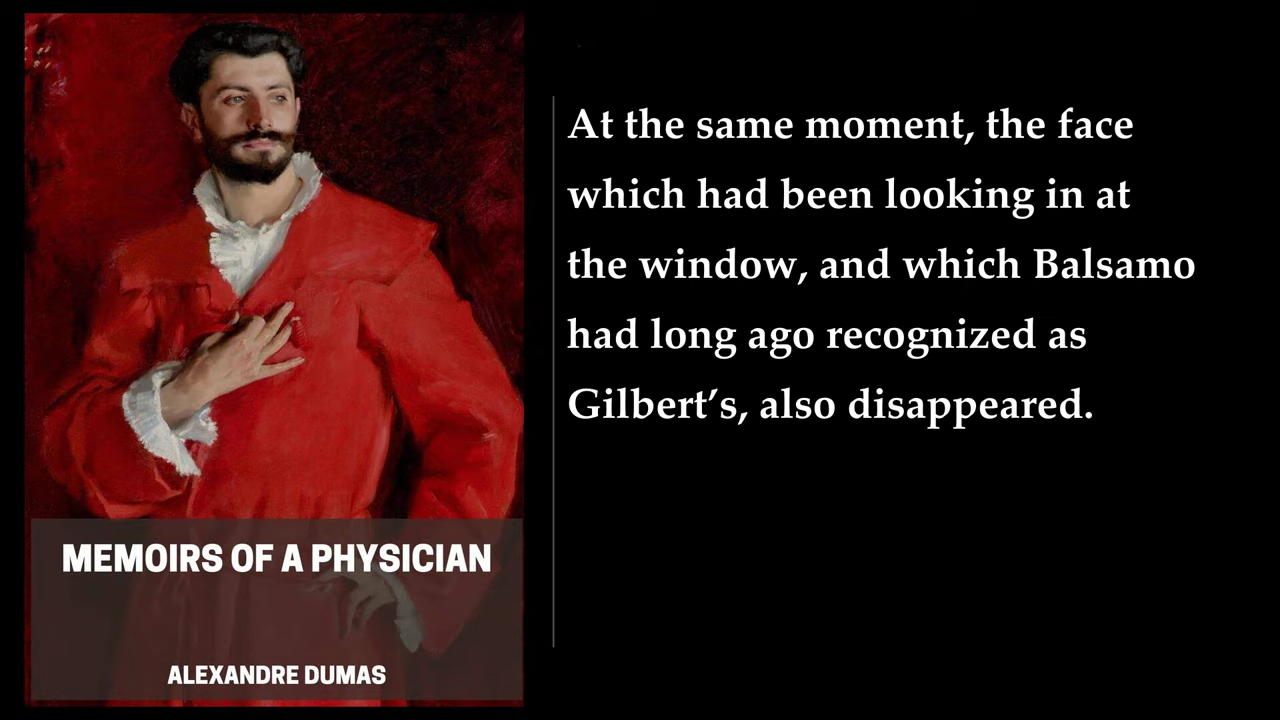 At the same moment, the face
which had been looking in at
the window, and which Balsamo
had long ago recognized as
Gilbert’s, also disappeared.
MEMOIRS OF A PHYSICIAN
ALEXANDRE DUMAS